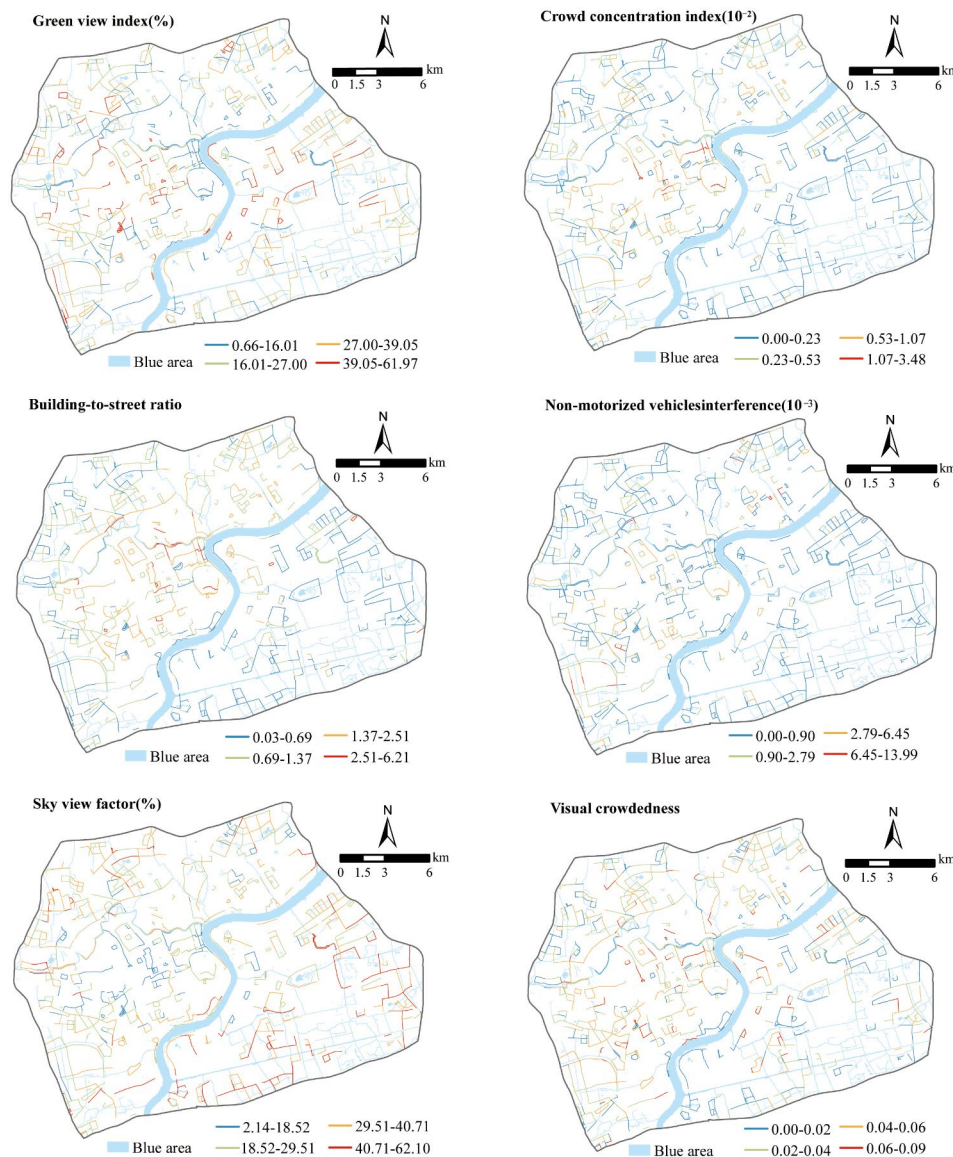 Green view index(%)
N
km
0 1.5 3 6
0.66-16.01 27.00-39.05
Blue area 16.01-27.00 39.05-61.97
Crowd concentration index(10⁻²)
N
km
0 1.5 3 6
0.00-0.23 0.53-1.07
Blue area 0.23-0.53 1.07-3.48
Building-to-street ratio
N
km
0 1.5 3 6
0.03-0.69 1.37-2.51
Blue area 0.69-1.37 2.51-6.21
Non-motorized vehiclesinterference(10⁻³)
N
km
0 1.5 3 6
0.00-0.90 2.79-6.45
Blue area 0.90-2.79 6.45-13.99
Sky view factor(%)
N
km
0 1.5 3 6
2.14-18.52 29.51-40.71
Blue area 18.52-29.51 40.71-62.10
Visual crowdedness
N
km
0 1.5 3 6
0.00-0.02 0.04-0.06
Blue area 0.02-0.04 0.06-0.09